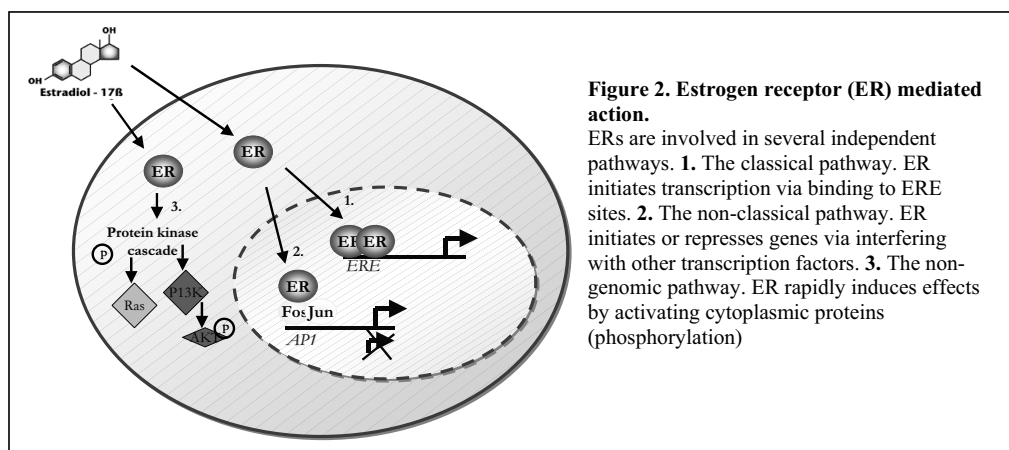 OH
OH
Estradiol - 17ß
ER
ER
3.
Protein kinase
cascade
P
Ras
P13K
AKT
P
1.
2.
ER ER
ERE
ER
Fos Jun
AP1
Figure 2. Estrogen receptor (ER) mediated
action.
ERs are involved in several independent
pathways. 1. The classical pathway. ER
initiates transcription via binding to ERE
sites. 2. The non-classical pathway. ER
initiates or represses genes via interfering
with other transcription factors. 3. The non-
genomic pathway. ER rapidly induces effects
by activating cytoplasmic proteins
(phosphorylation)